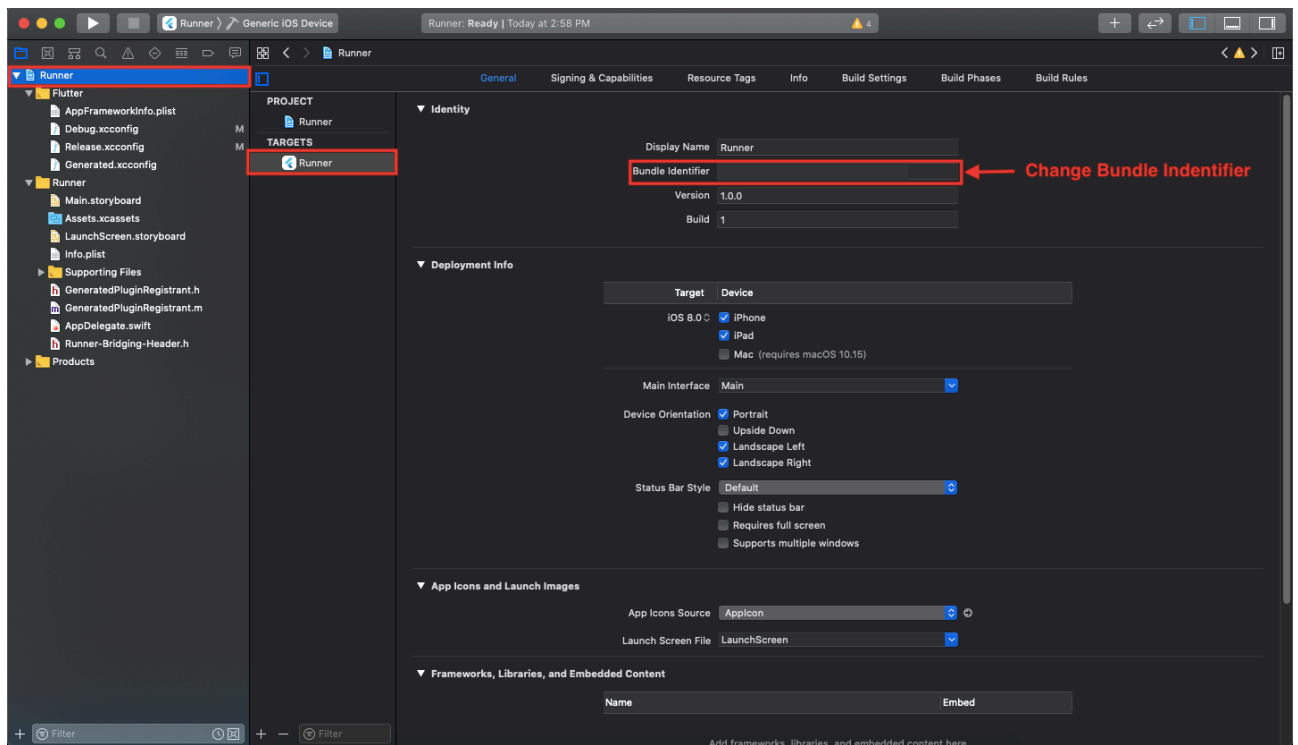 Runner
Generic iOS Device
Runner: Ready | Today at 2:58 PM
4
Runner
Runner
General
Signing & Capabilities
Resource Tags
Info
Build Settings
Build Phases
Build Rules
Flutter
AppFrameworkInfo.plist
Debug.xcconfig
M
Release.xcconfig
M
Generated.xcconfig
Runner
Main.storyboard
Assets.xcassets
LaunchScreen.storyboard
Info.plist
Supporting Files
GeneratedPluginRegistrant.h
GeneratedPluginRegistrant.m
AppDelegate.swift
Runner-Bridging-Header.h
Products
Filter
PROJECT
Runner
TARGETS
Runner
Filter
Identity
Display Name Runner
Bundle Identifier
Change Bundle Indentifier
Version 1.0.0
Build 1
Deployment Info
Target Device
iOS 8.0 iPhone
iPad
Mac (requires macOS 10.15)
Main Interface Main
Device Orientation Portrait
Upside Down
Landscape Left
Landscape Right
Status Bar Style Default
Hide status bar
Requires full screen
Supports multiple windows
App Icons and Launch Images
App Icons Source AppIcon
Launch Screen File LaunchScreen
Frameworks, Libraries, and Embedded Content
Name Embed
Add frameworks, libraries, and embedded content here